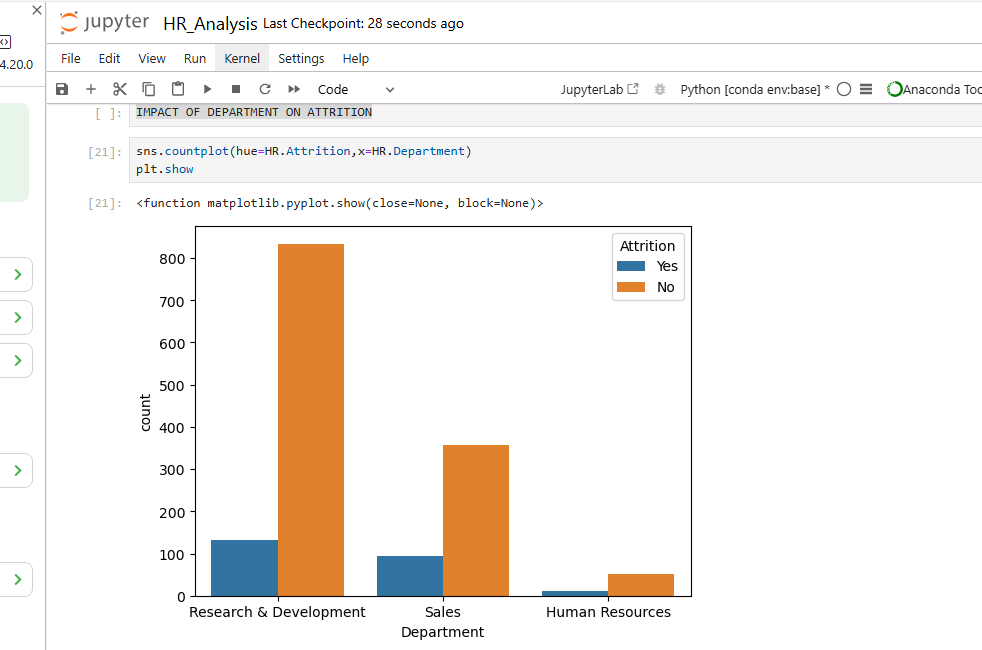 jupyter HR_Analysis Last Checkpoint: 28 seconds ago
4.20.0
File Edit View Run Kernel Settings Help
Code JupyterLab Python [conda env:base] * Anaconda
[ ]: IMPACT OF DEPARTMENT ON ATTRITION
[21]: sns.countplot(hue=HR.Attrition,x=HR.Department)
plt.show
[21]: <function matplotlib.pyplot.show(close=None, block=None)>
Attrition
Yes
No
800
700
600
500
400
300
200
100
0
count
Research & Development Sales Human Resources
Department